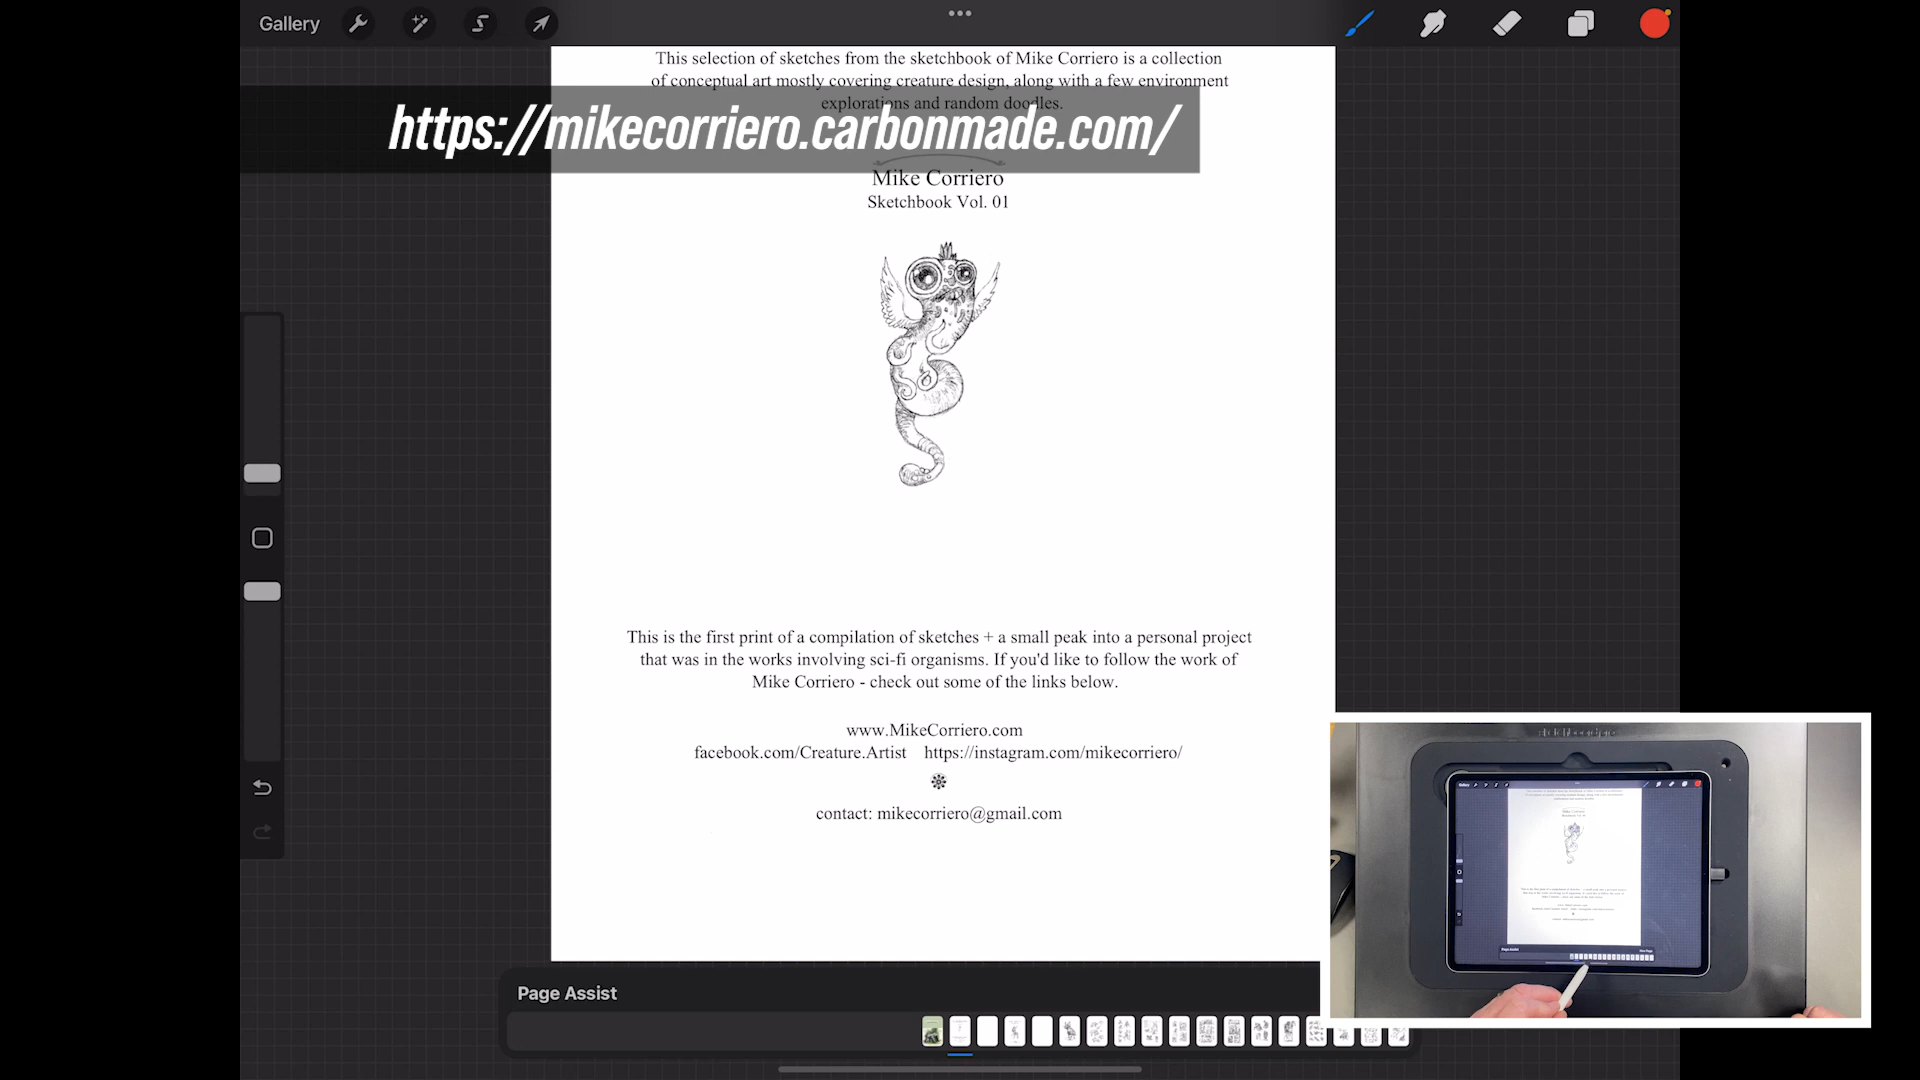 Gallery
This selection of sketches from the sketchbook of Mike Corriero is a collection
of conceptual art mostly covering creature design, along with a few environment
explorations and random doodles.
https://mikecorriero.carbonmade.com/
Mike Corriero
Sketchbook Vol. 01
This is the first print of a compilation of sketches + a small peak into a personal project
that was in the works involving sci-fi organisms. If you'd like to follow the work of
Mike Corriero - check out some of the links below.
www.MikeCorriero.com
facebook.com/Creature.Artist https://instagram.com/mikecorriero/
contact: mikecorriero@gmail.com
Page Assist